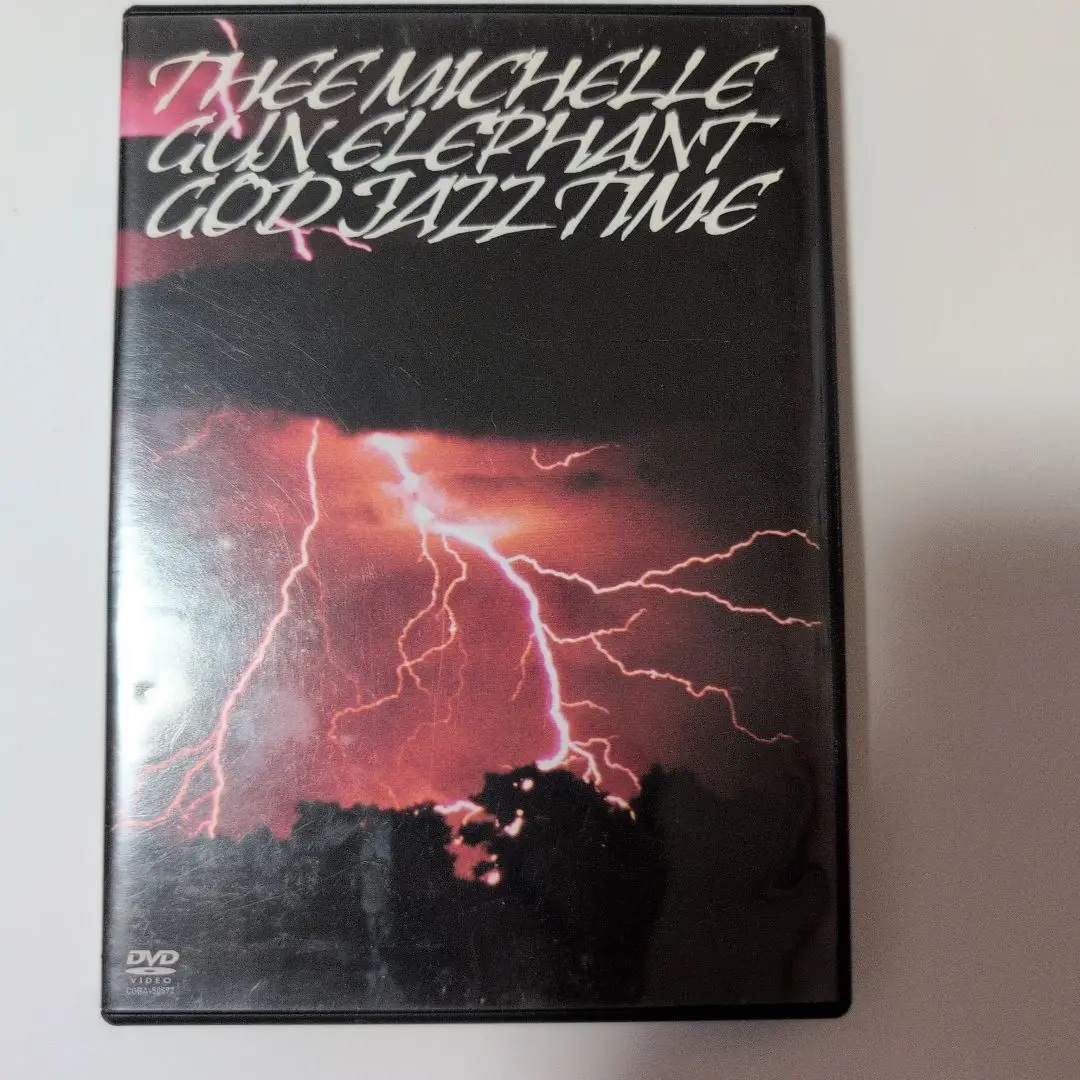 THEE MICHELLE
GUN ELEPHANT
GOD JAZZ TIME
DVD
VIDEO